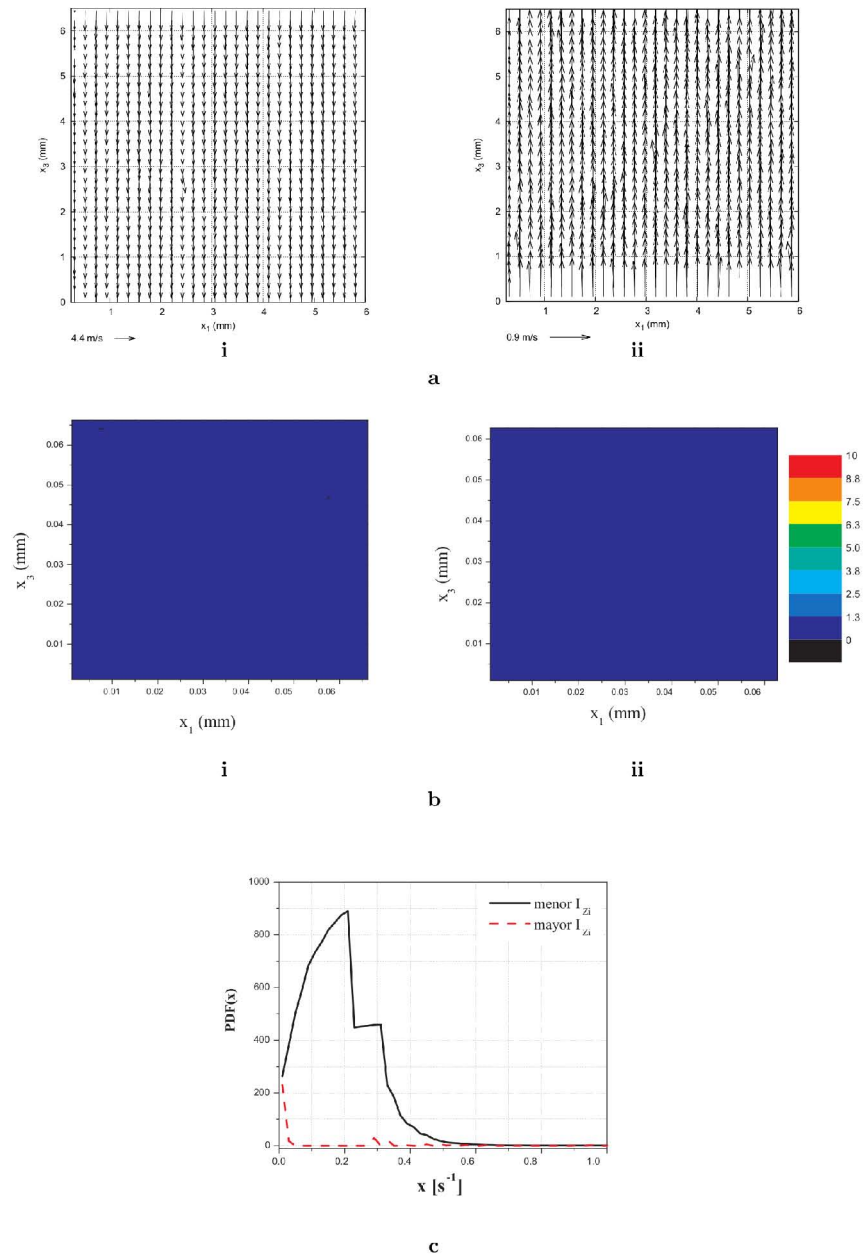 6
5
4
3
2
1
0
x3 (mm)
1 2 3 4 5 6
x1 (mm)
4.4 m/s
i
6
5
4
3
2
1
0
x3 (mm)
1 2 3 4 5 6
x1 (mm)
0.9 m/s
ii
a
0.06
0.05
0.04
0.03
0.02
0.01
x3 (mm)
0.01 0.02 0.03 0.04 0.05 0.06
x1 (mm)
i
0.06
0.05
0.04
0.03
0.02
0.01
x3 (mm)
0.01 0.02 0.03 0.04 0.05 0.06
x1 (mm)
ii
10
8.8
7.5
6.3
5.0
3.8
2.5
1.3
0
b
1000
800
600
400
200
0
PDF(x)
menor IZi
mayor IZi
0.0 0.2 0.4 0.6 0.8 1.0
x [s-1]
c